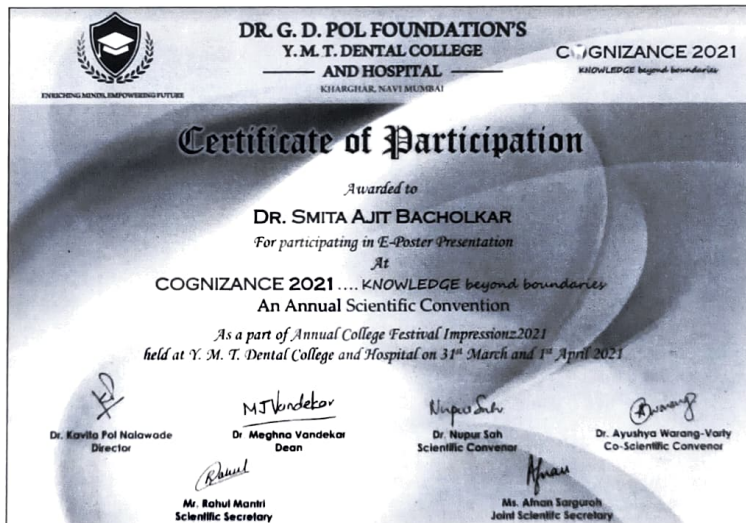 DR. G. D. POL FOUNDATION'S
Y. M. T. DENTAL COLLEGE
AND HOSPITAL
KHARGHAR, NAVI MUMBAI
ENRICHING MINDS, EMPOWERING FUTURE
COGNIZANCE 2021
KNOWLEDGE beyond boundaries
Certificate of Participation
Awarded to
DR. SMITA AJIT BACHOLKAR
For participating in E-Poster Presentation
At
COGNIZANCE 2021 .... KNOWLEDGE beyond boundaries
An Annual Scientific Convention
As a part of Annual College Festival Impressionz2021
held at Y. M. T. Dental College and Hospital on 31st March and 1st April 2021
MJVandekar
Nupur Sah
Dr. Kavita Pol Nalawade
Director
Dr Meghna Vandekar
Dean
Dr. Nupur Sah
Scientific Convenor
Dr. Ayushya Warang-Varty
Co-Scientific Convenor
Rahul
Afnan
Mr. Rahul Mantri
Scientific Secretary
Ms. Afnan Sarguroh
Joint Scientific Secretary